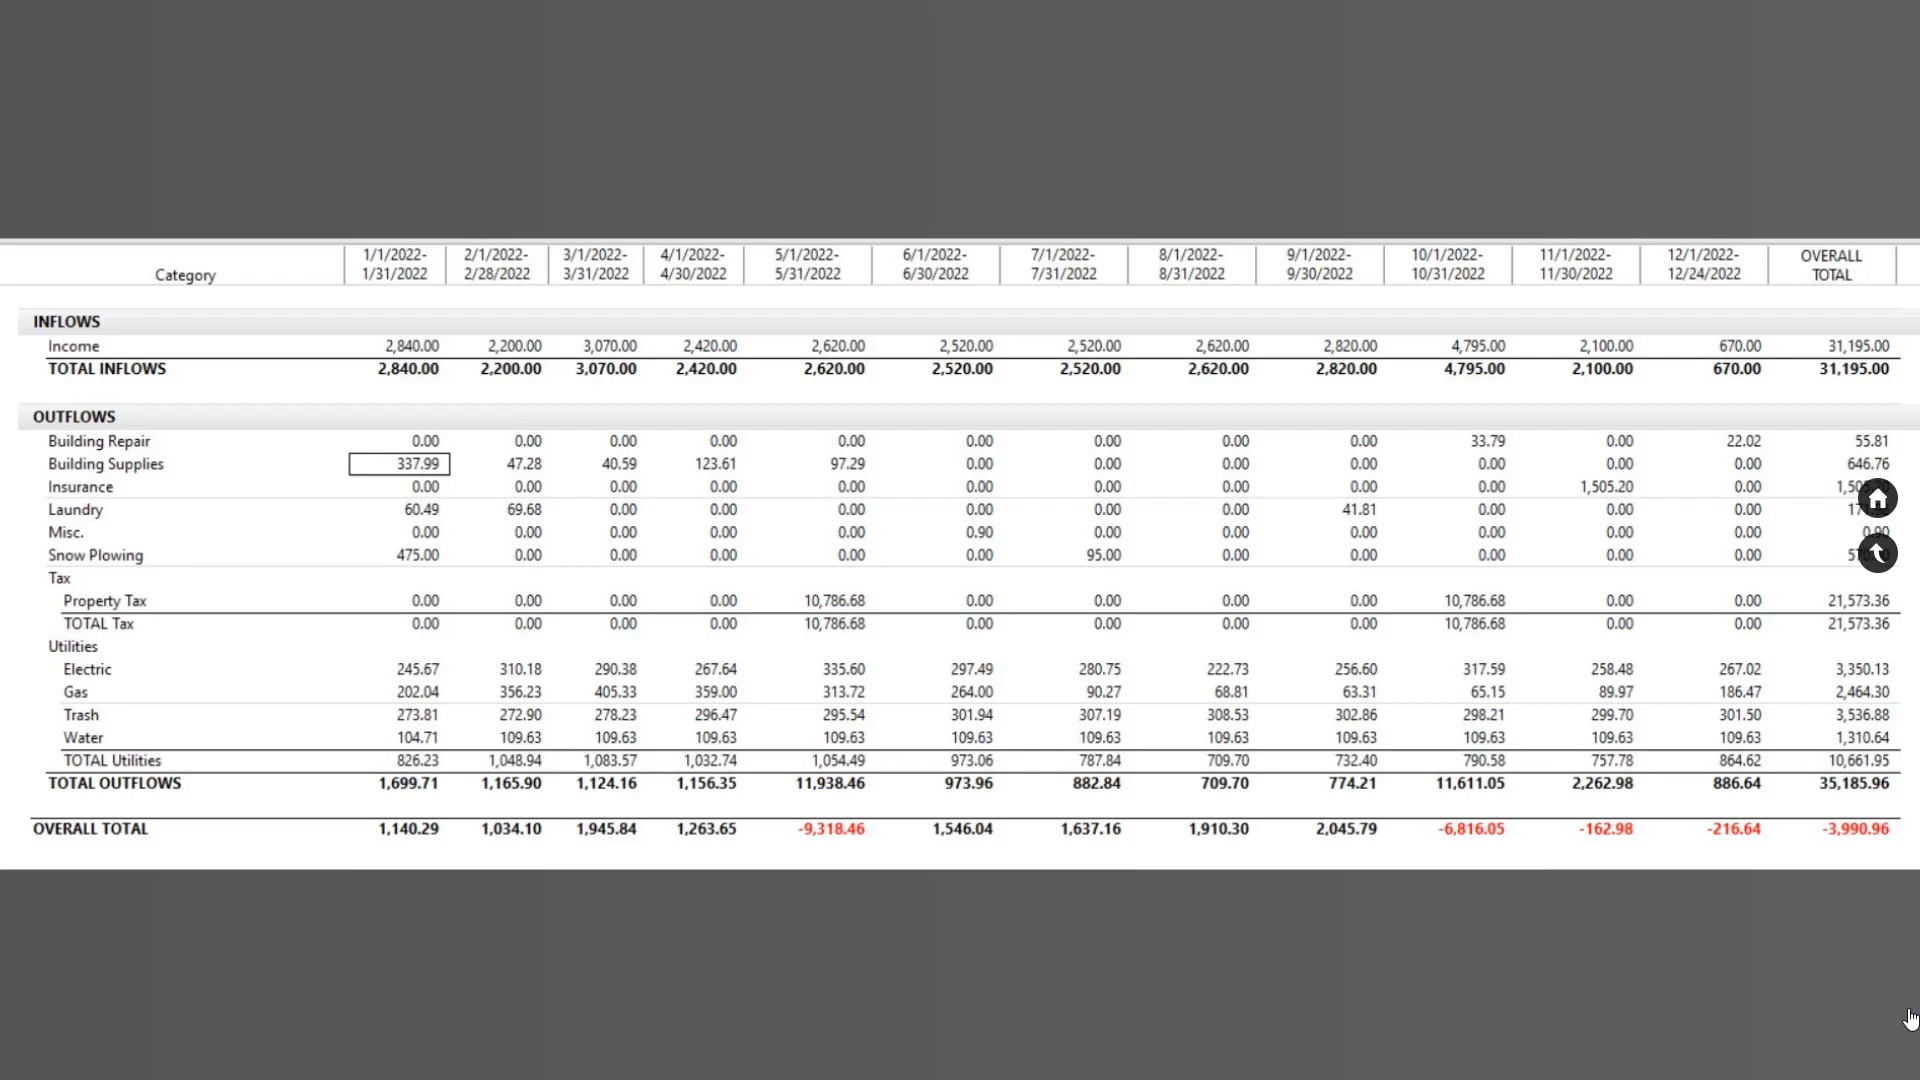 Category 1/1/2022- 1/31/2022 2/1/2022- 2/28/2022 3/1/2022- 3/31/2022 4/1/2022- 4/30/2022 5/1/2022- 5/31/2022 6/1/2022- 6/30/2022 7/1/2022- 7/31/2022 8/1/2022- 8/31/2022 9/1/2022- 9/30/2022 10/1/2022- 10/31/2022 11/1/2022- 11/30/2022 12/1/2022- 12/24/2022 OVERALL TOTAL
INFLOWS
Income 2,840.00 2,200.00 3,070.00 2,420.00 2,620.00 2,520.00 2,520.00 2,620.00 2,820.00 4,795.00 2,100.00 670.00 31,195.00
TOTAL INFLOWS 2,840.00 2,200.00 3,070.00 2,420.00 2,620.00 2,520.00 2,520.00 2,620.00 2,820.00 4,795.00 2,100.00 670.00 31,195.00
OUTFLOWS
Building Repair 0.00 0.00 0.00 0.00 0.00 0.00 0.00 0.00 0.00 33.79 0.00 22.02 55.81
Building Supplies 337.99 47.28 40.59 123.61 97.29 0.00 0.00 0.00 0.00 0.00 0.00 0.00 646.76
Insurance 0.00 0.00 0.00 0.00 0.00 0.00 0.00 0.00 0.00 0.00 1,505.20 0.00
Laundry 60.49 69.68 0.00 0.00 0.00 0.00 0.00 0.00 41.81 0.00 0.00 0.00
Misc. 0.00 0.00 0.00 0.00 0.00 0.90 0.00 0.00 0.00 0.00 0.00 0.00 0.90
Snow Plowing 475.00 0.00 0.00 0.00 0.00 0.00 95.00 0.00 0.00 0.00 0.00 0.00
Tax
Property Tax 0.00 0.00 0.00 0.00 10,786.68 0.00 0.00 0.00 0.00 10,786.68 0.00 0.00 21,573.36
TOTAL Tax 0.00 0.00 0.00 0.00 10,786.68 0.00 0.00 0.00 0.00 10,786.68 0.00 0.00 21,573.36
Utilities
Electric 245.67 310.18 290.38 267.64 335.60 297.49 280.75 222.73 256.60 317.59 258.48 267.02 3,350.13
Gas 202.04 356.23 405.33 359.00 313.72 264.00 90.27 68.81 63.31 65.15 89.97 186.47 2,464.30
Trash 273.81 272.90 278.23 296.47 295.54 301.94 307.19 308.53 302.86 298.21 299.70 301.50 3,536.88
Water 104.71 109.63 109.63 109.63 109.63 109.63 109.63 109.63 109.63 109.63 109.63 109.63 1,310.64
TOTAL Utilities 826.23 1,048.94 1,083.57 1,032.74 1,054.49 973.06 787.84 709.70 732.40 790.58 757.78 864.62 10,661.95
TOTAL OUTFLOWS 1,699.71 1,165.90 1,124.16 1,156.35 11,938.46 973.96 882.84 709.70 774.21 11,611.05 2,262.98 886.64 35,185.96
OVERALL TOTAL 1,140.29 1,034.10 1,945.84 1,263.65 -9,318.46 1,546.04 1,637.16 1,910.30 2,045.79 -6,816.05 -162.98 -216.64 -3,990.96